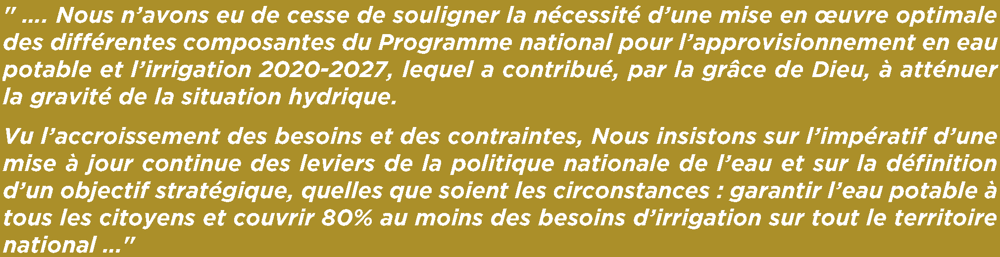 " .... Nous n’avons eu de cesse de souligner la nécessité d’une mise en œuvre optimale
des différentes composantes du Programme national pour l’approvisionnement en eau
potable et l’irrigation 2020-2027, lequel a contribué, par la grâce de Dieu, à atténuer
la gravité de la situation hydrique.
Vu l’accroissement des besoins et des contraintes, Nous insistons sur l’impératif d’une
mise à jour continue des leviers de la politique nationale de l’eau et sur la définition
d’un objectif stratégique, quelles que soient les circonstances : garantir l’eau potable à
tous les citoyens et couvrir 80% au moins des besoins d’irrigation sur tout le territoire
national ..."